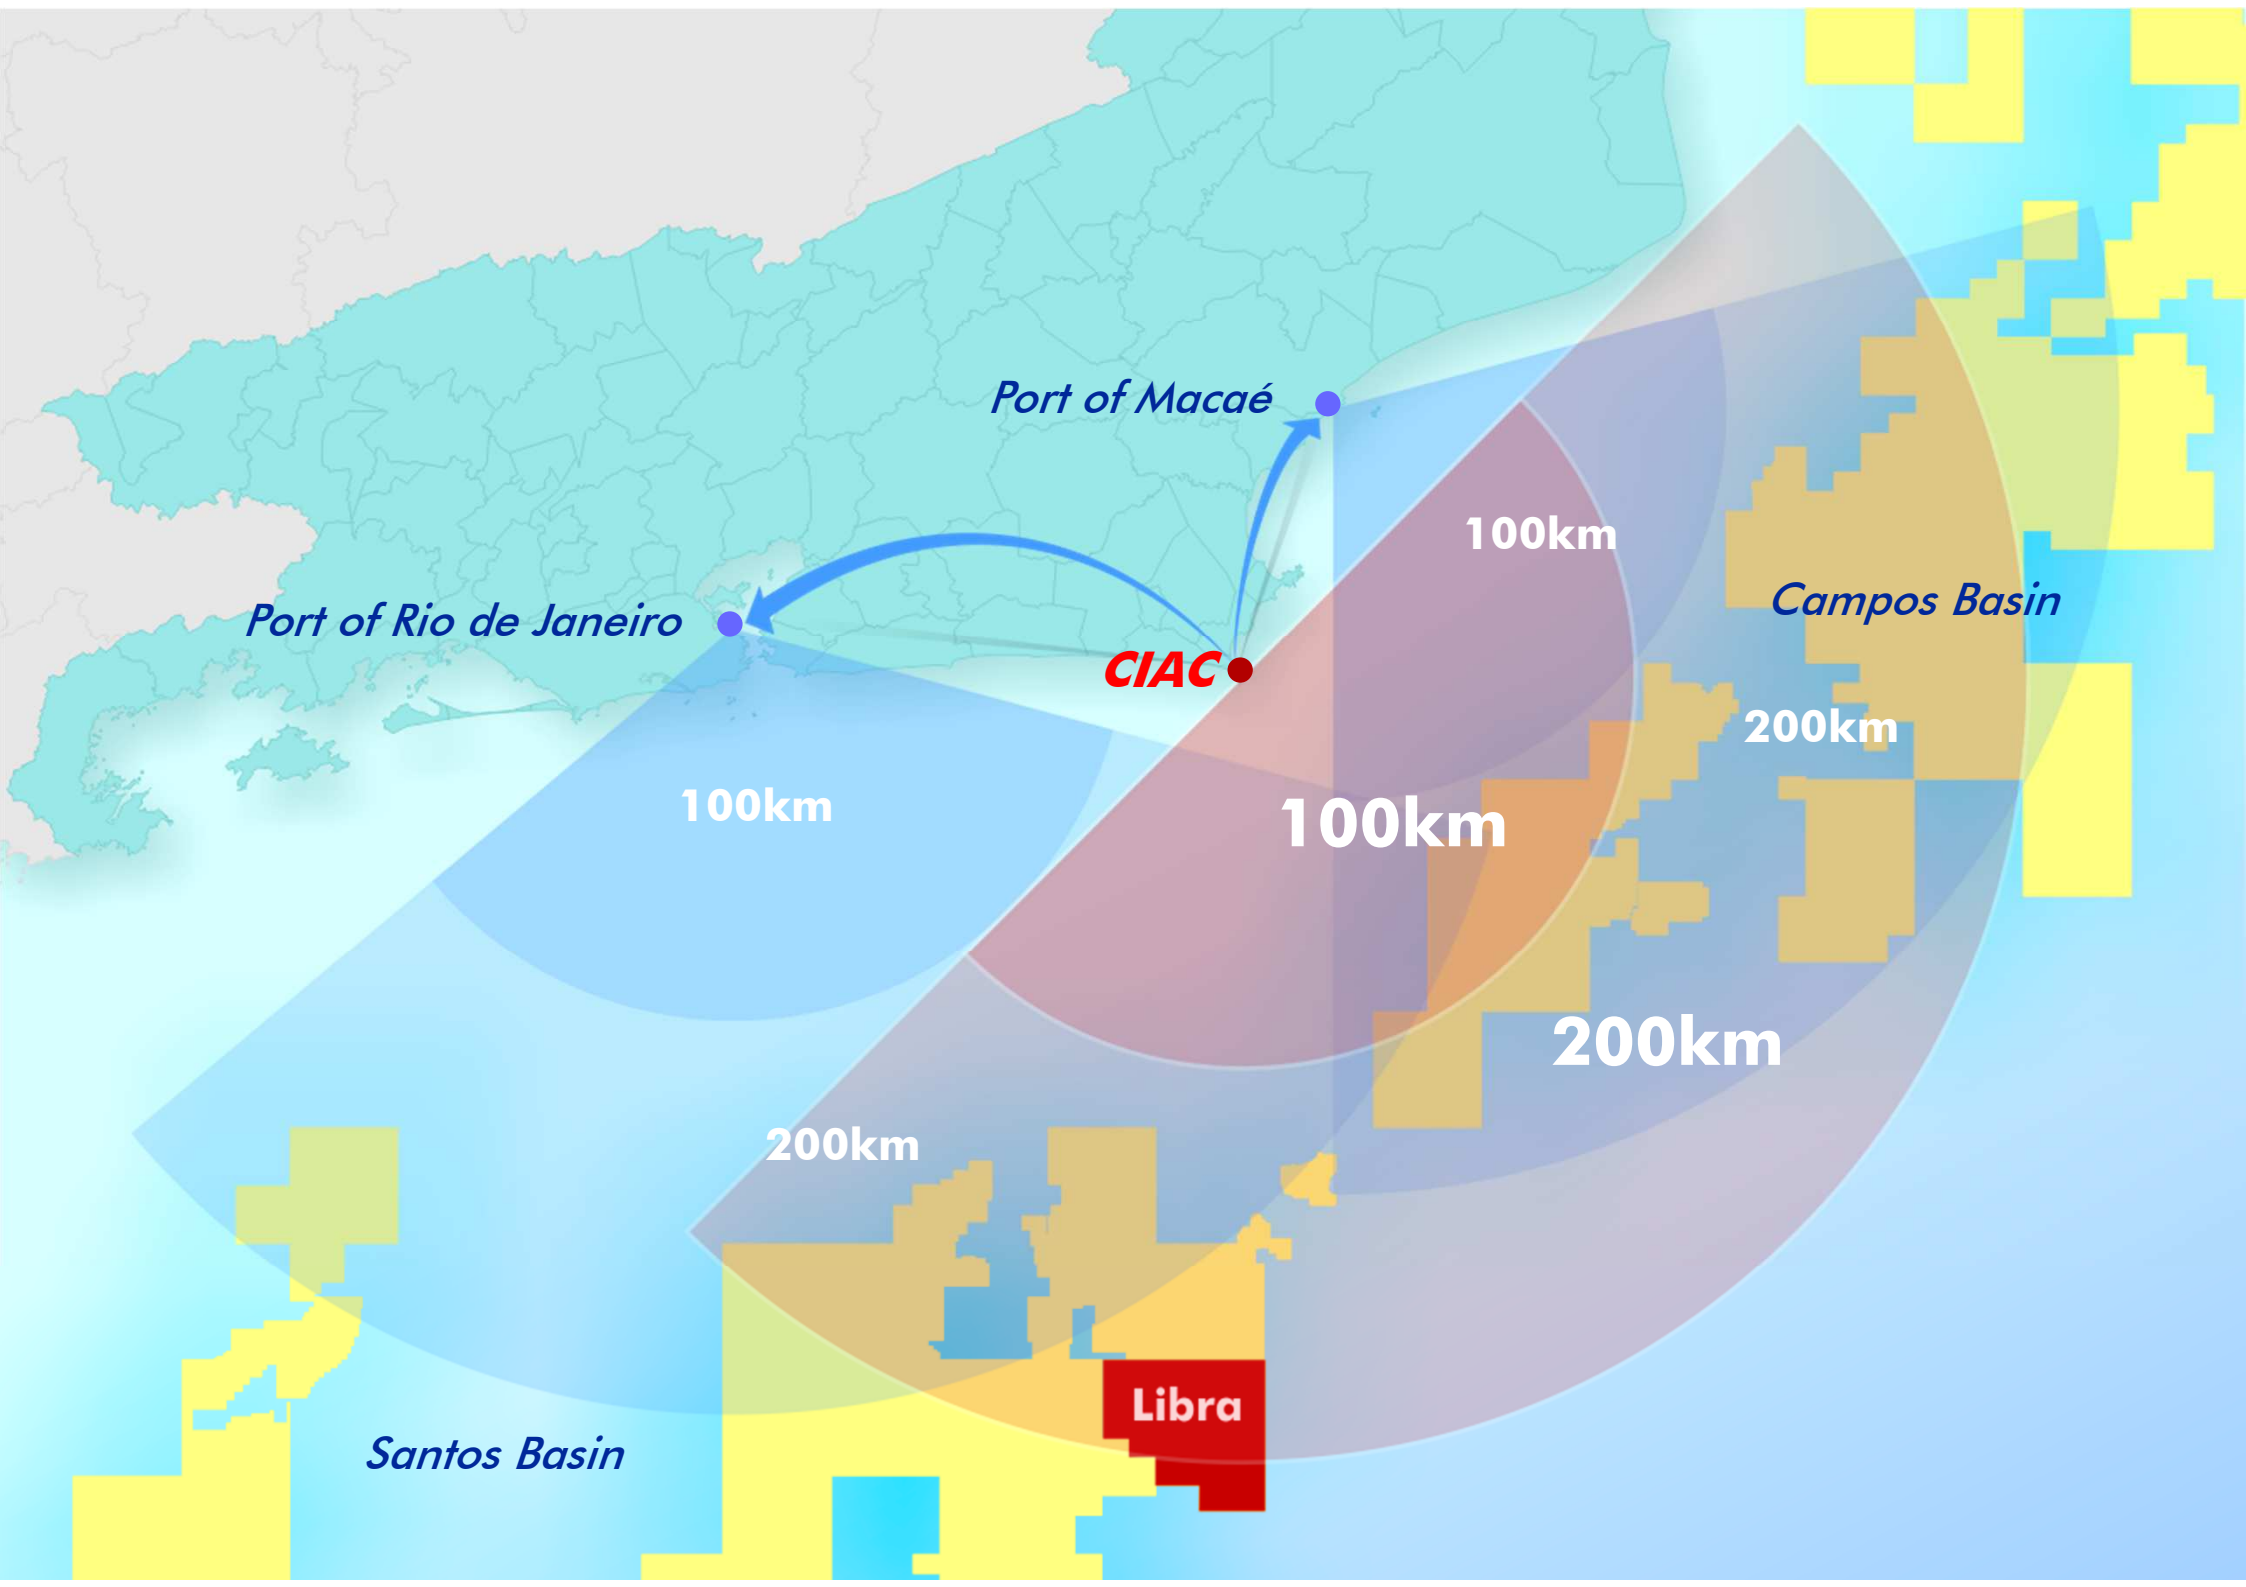 Port of Macaé
100km
Campos Basin
Port of Rio de Janeiro
CIAC
200km
100km
100km
200km
200km
Libra
Santos Basin